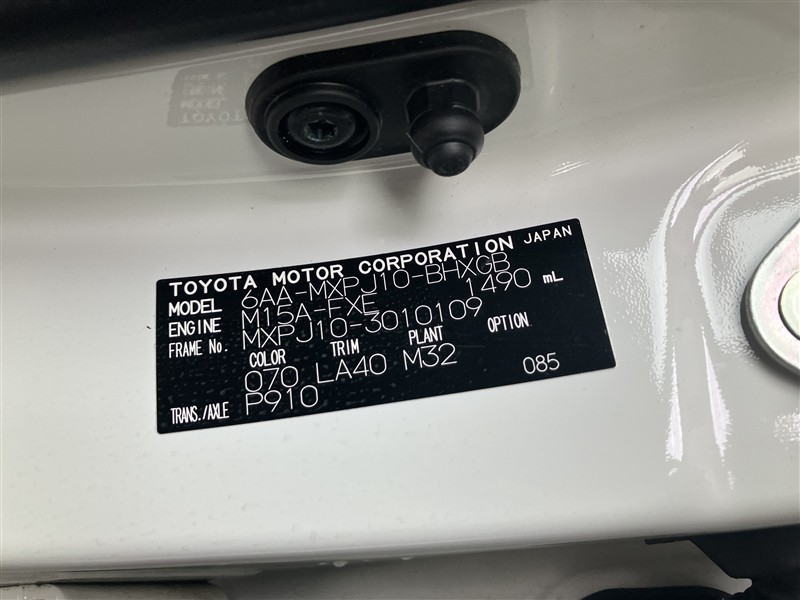 TOYOTA MOTOR CORPORATION JAPAN
MODEL 6AA-MXPJ10-BHXGB
ENGINE M15A-FXE 1490 mL
FRAME No. MXPJ10-3010109
COLOR TRIM PLANT OPTION
070 LA40 M32 085
TRANS./AXLE P910